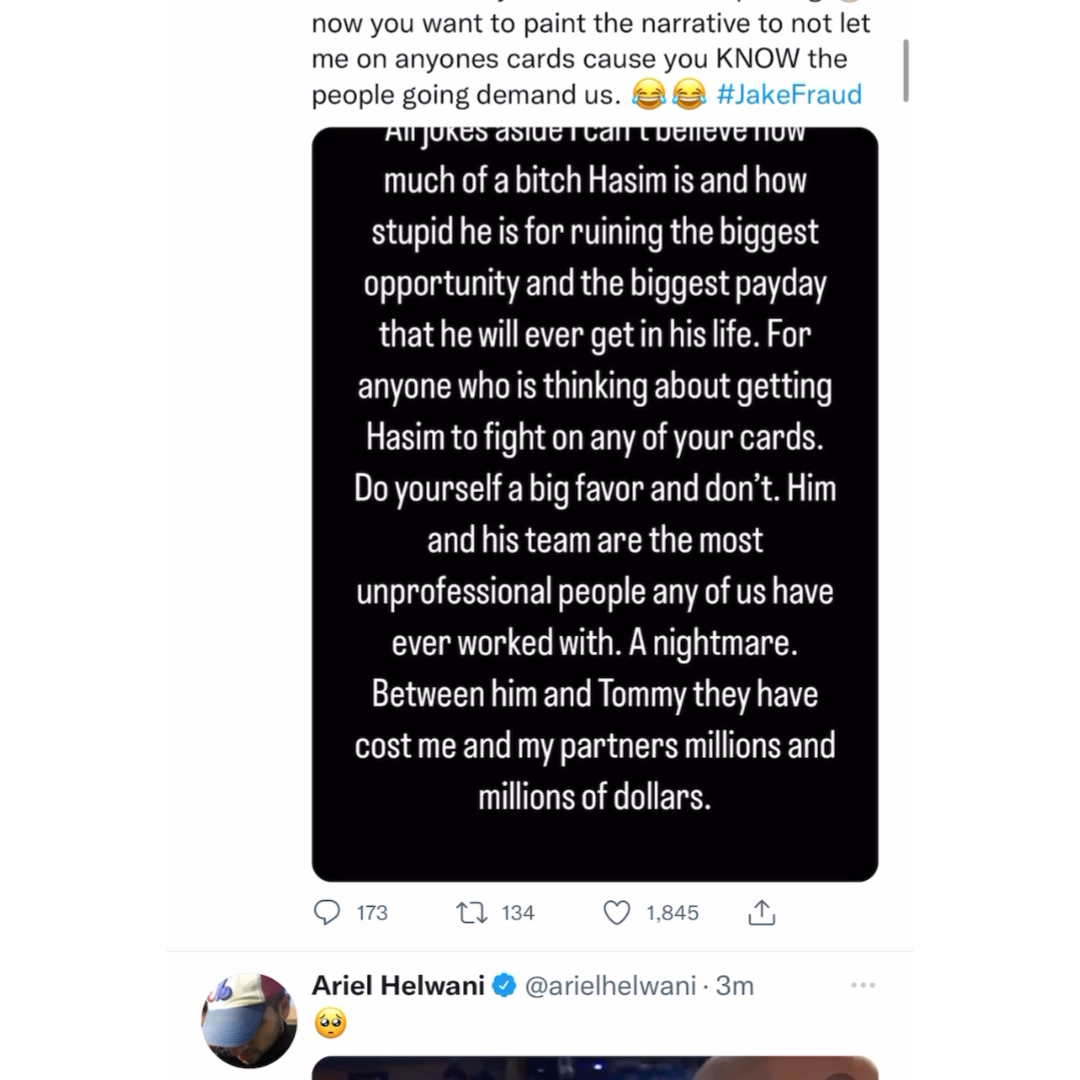 now you want to paint the narrative to not let
me on anyones cards cause you KNOW the
people going demand us. 😂😂 #JakeFraud
All jokes aside I can't believe how
much of a bitch Hasim is and how
stupid he is for ruining the biggest
opportunity and the biggest payday
that he will ever get in his life. For
anyone who is thinking about getting
Hasim to fight on any of your cards.
Do yourself a big favor and don’t. Him
and his team are the most
unprofessional people any of us have
ever worked with. A nightmare.
Between him and Tommy they have
cost me and my partners millions and
millions of dollars.
173 134 1,845
Ariel Helwani @arielhelwani · 3m
🥺